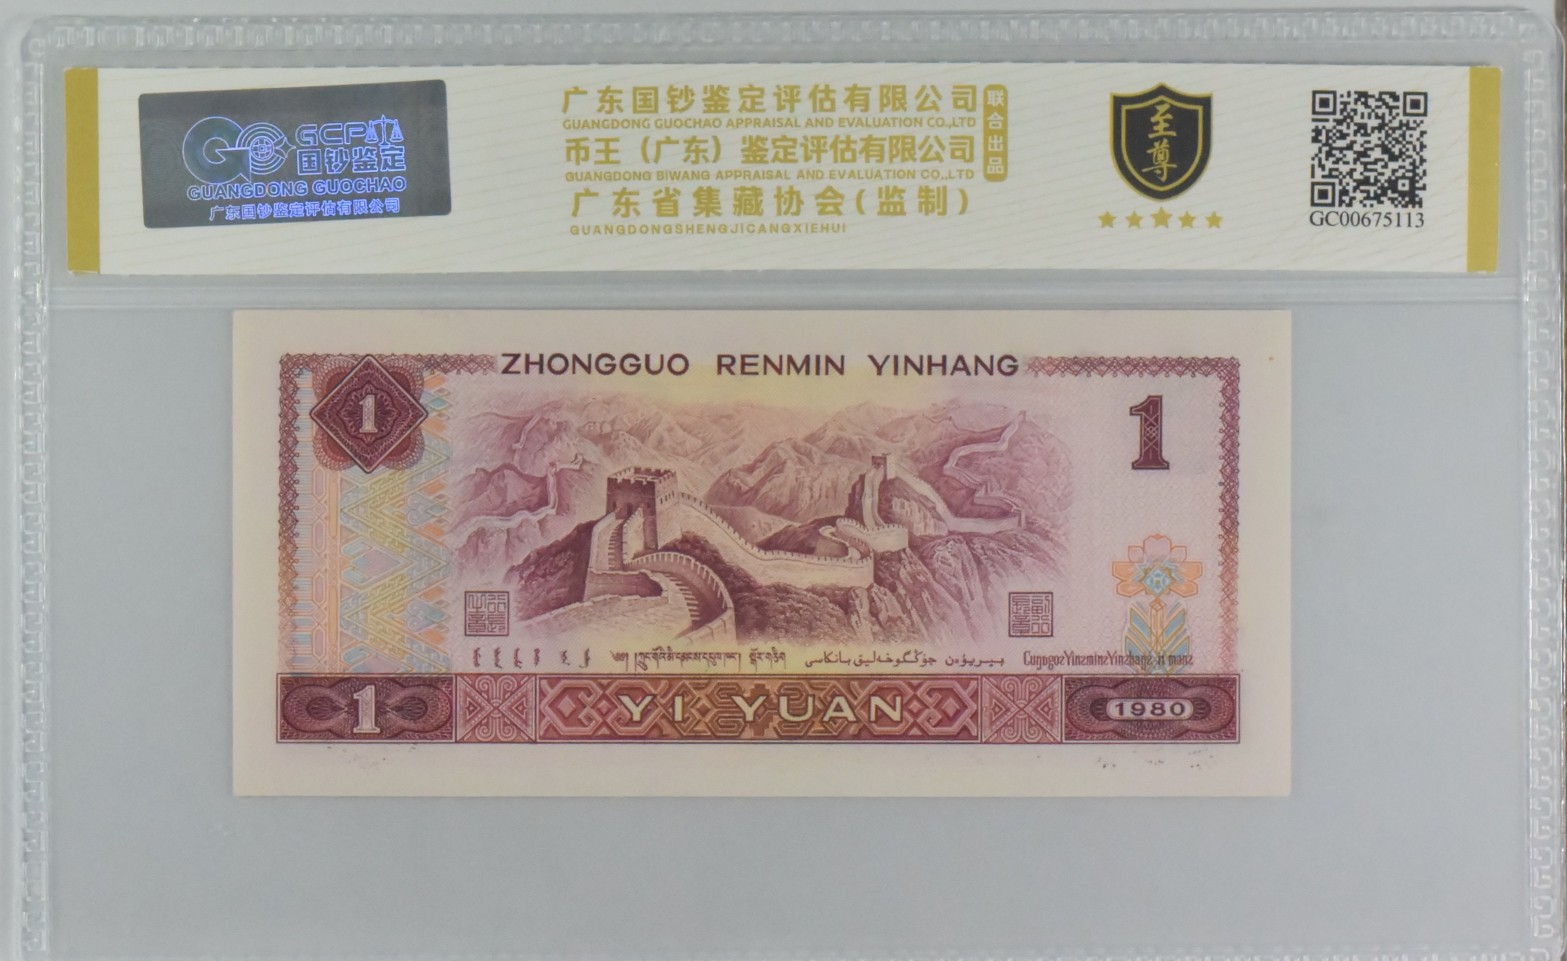 GCP
国钞鉴定
GUANGDONG GUOCHAO
广东国钞鉴定评估有限公司
广东国钞鉴定评估有限公司
GUANGDONG GUOCHAO APPRAISAL AND EVALUATION CO.,LTD
币王（广东）鉴定评估有限公司
GUANGDONG BIWANG APPRAISAL AND EVALUATION CO.,LTD
广东省集藏协会(监制)
GUANGDONGSHENGJICANGXIEHUI
联合出品
至尊
GC00675113
ZHONGGUO RENMIN YINHANG
1
1
1
YI YUAN
1980